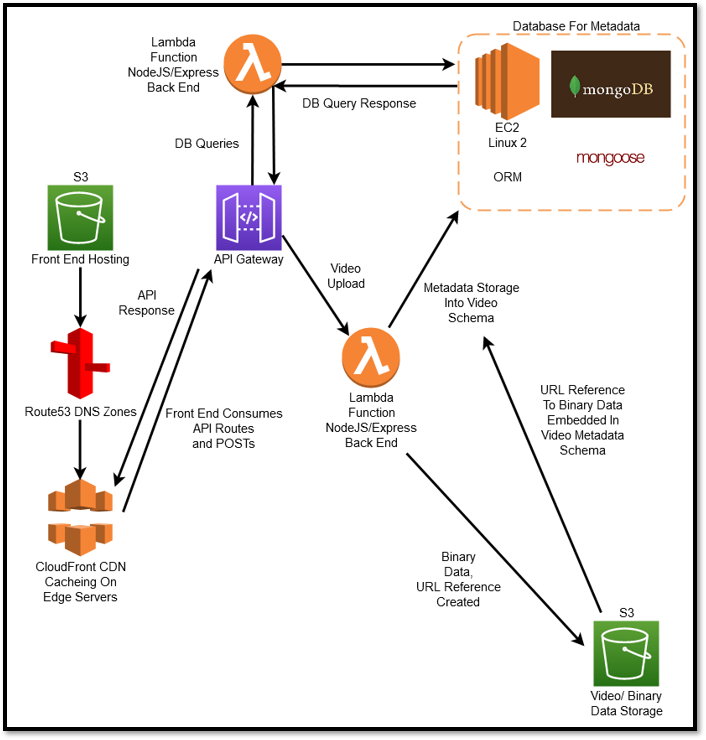 Database For Metadata
Lambda
Function
NodeJS/Express
Back End
mongoDB
DB Query Response
EC2
Linux 2
mongoose
ORM
DB Queries
S3
Front End Hosting
API Gateway
API
Response
Video
Upload
Metadata Storage
Into Video
Schema
Route53 DNS Zones
Front End Consumes
API Routes
and POSTs
Lambda
Function
NodeJS/Express
Back End
URL Reference
To Binary Data
Embedded In
Video Metadata
Schema
CloudFront CDN
Cacheing On
Edge Servers
Binary
Data,
URL Reference
Created
S3
Video/ Binary
Data Storage